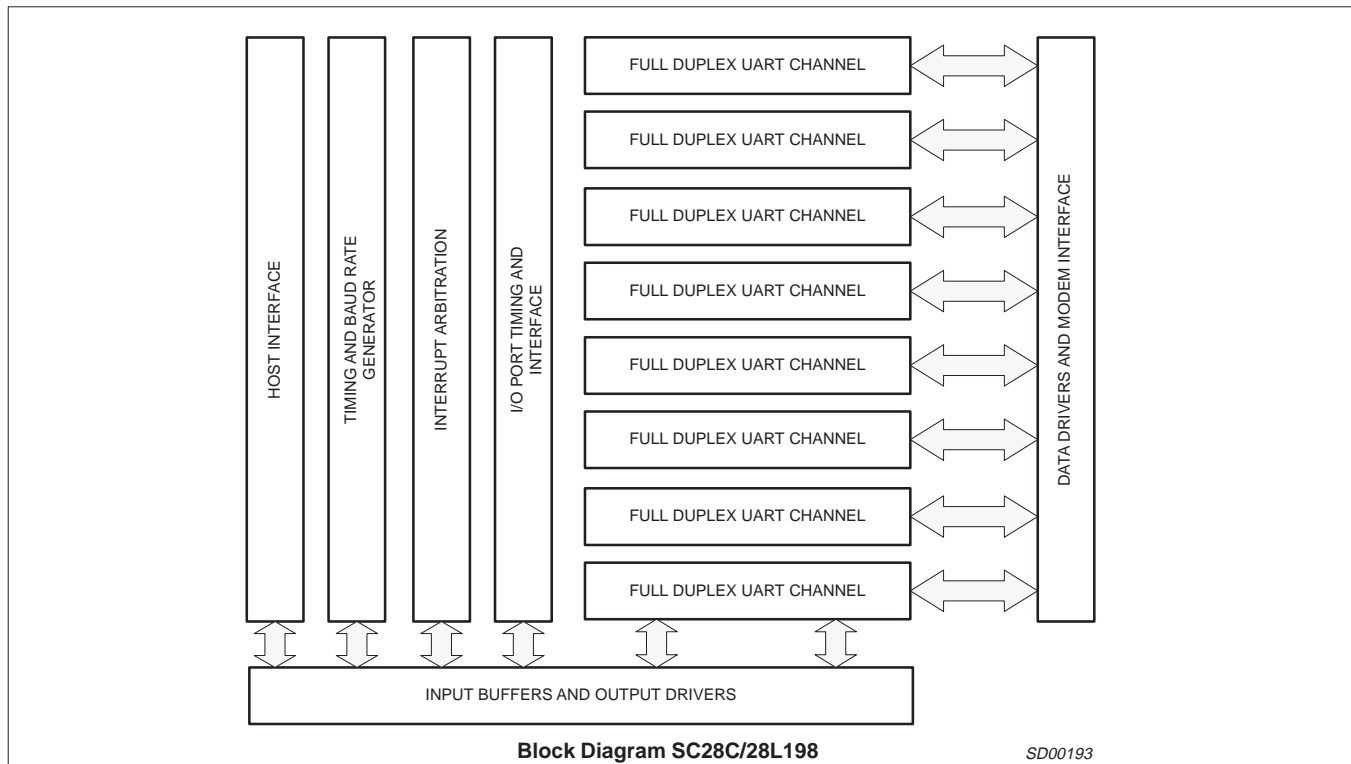 HOST INTERFACE
TIMING AND BAUD RATE
GENERATOR
INTERRUPT ARBITRATION
I/O PORT TIMING AND
INTERFACE
FULL DUPLEX UART CHANNEL
FULL DUPLEX UART CHANNEL
FULL DUPLEX UART CHANNEL
FULL DUPLEX UART CHANNEL
FULL DUPLEX UART CHANNEL
FULL DUPLEX UART CHANNEL
FULL DUPLEX UART CHANNEL
FULL DUPLEX UART CHANNEL
DATA DRIVERS AND MODEM INTERFACE
INPUT BUFFERS AND OUTPUT DRIVERS
Block Diagram SC28C/28L198
SD00193